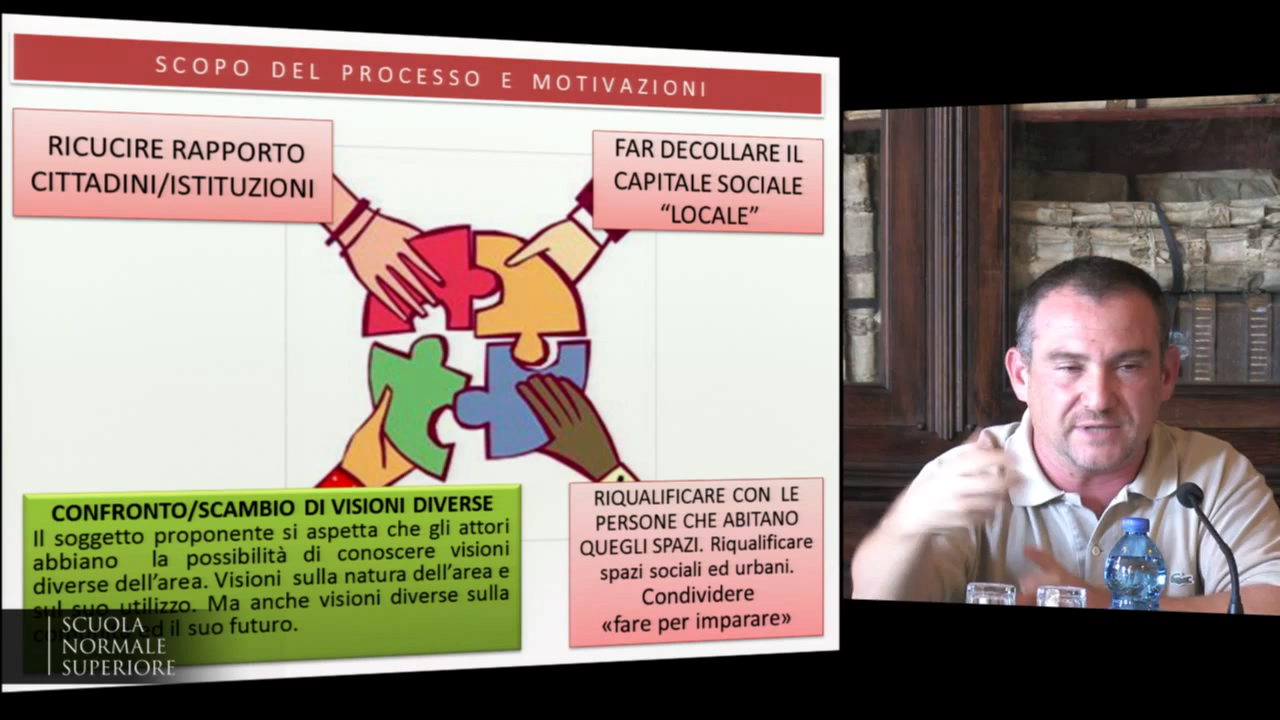 SCOPO DEL PROCESSO E MOTIVAZIONI
RICUCIRE RAPPORTO
CITTADINI/ISTITUZIONI
FAR DECOLLARE IL
CAPITALE SOCIALE
“LOCALE”
CONFRONTO/SCAMBIO DI VISIONI DIVERSE
Il soggetto proponente si aspetta che gli attori
abbiano la possibilità di conoscere visioni
diverse dell’area. Visioni sulla natura dell’area e
sul suo utilizzo. Ma anche visioni diverse sulla
ed il suo futuro.
RIQUALIFICARE CON LE
PERSONE CHE ABITANO
QUEGLI SPAZI. Riqualificare
spazi sociali ed urbani.
Condividere
«fare per imparare»
SCUOLA
NORMALE
SUPERIORE